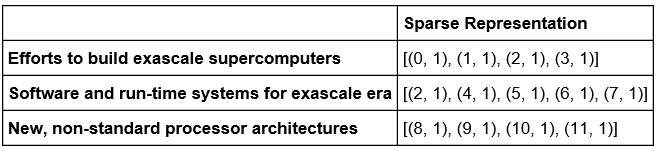 Sparse Representation
Efforts to build exascale supercomputers [(0, 1), (1, 1), (2, 1), (3, 1)]
Software and run-time systems for exascale era [(2, 1), (4, 1), (5, 1), (6, 1), (7, 1)]
New, non-standard processor architectures [(8, 1), (9, 1), (10, 1), (11, 1)]